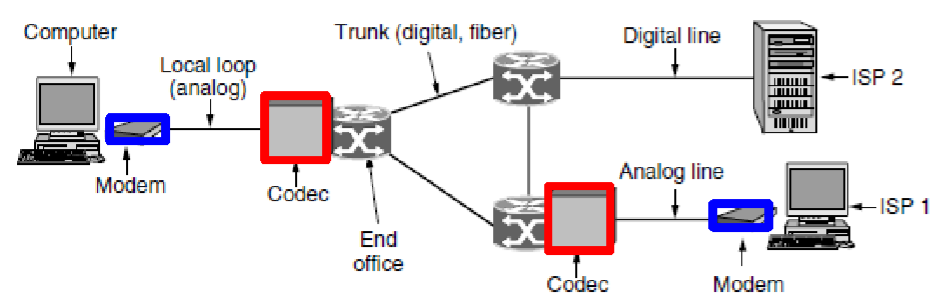 Computer
Trunk (digital, fiber)
Digital line
Local loop
(analog)
ISP 2
Modem
Codec
Analog line
ISP 1
End
office
Codec
Modem